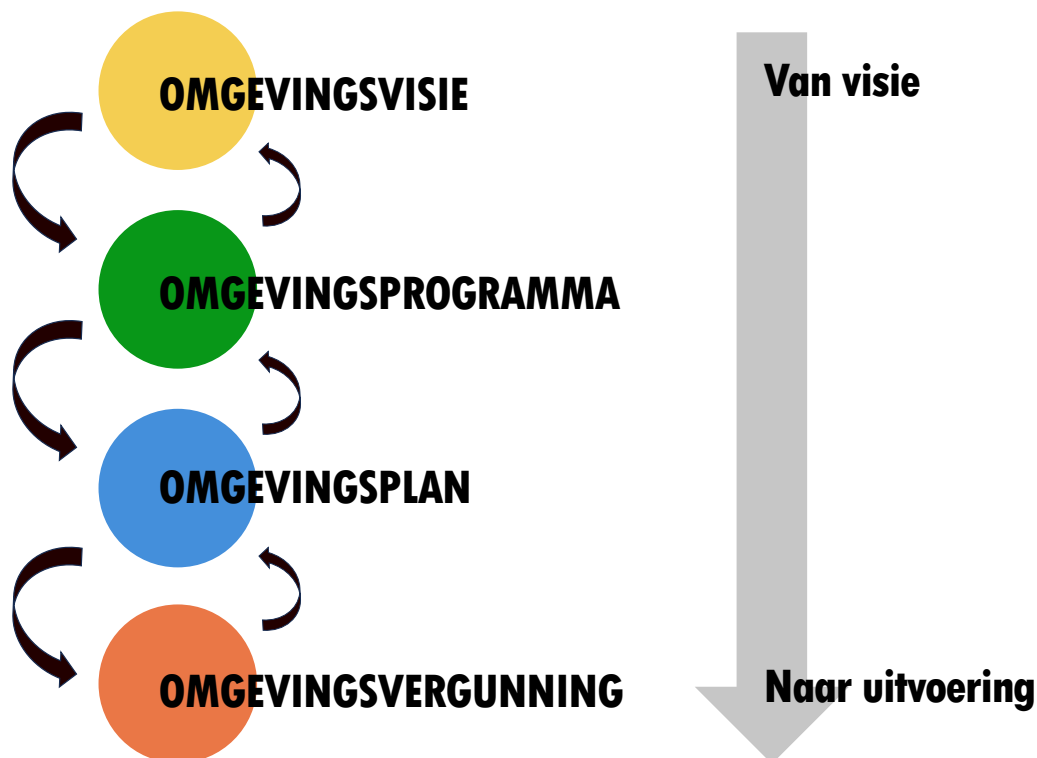 OMGEVINGSVISIE
Van visie
OMGEVINGSPROGRAMMA
OMGEVINGSPLAN
OMGEVINGSVERGUNNING
Naar uitvoering